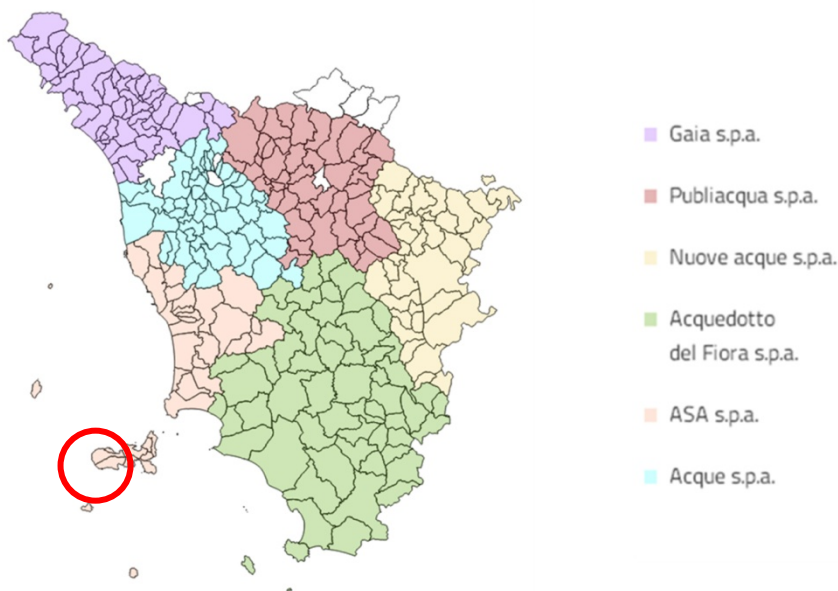 Gaia s.p.a.
Publiacqua s.p.a.
Nuove acque s.p.a.
Acquedotto
del Fiora s.p.a.
ASA s.p.a.
Acque s.p.a.